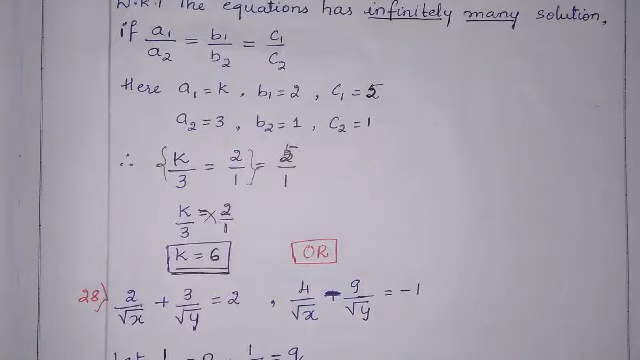 W.K.T The equations has infinitely many solution,
if a₁/a₂ = b₁/b₂ = c₁/c₂
Here a₁ = k, b₁ = 2, c₁ = 5
a₂ = 3, b₂ = 1, c₂ = 1
∴ {K/3 = 2/1} = 5/1
K/3 = 2/1
K = 6 OR
28) 2/√x + 3/√y = 2 , 4/√x - 9/√y = -1